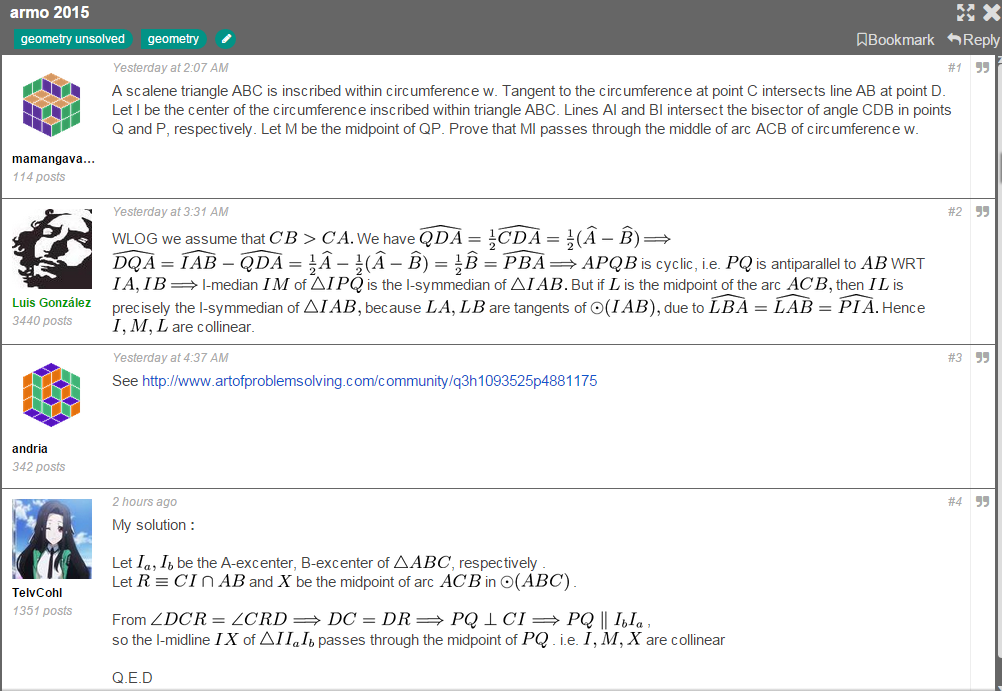 armo 2015
geometry unsolved geometry
Bookmark Reply
Yesterday at 2:07 AM #1
A scalene triangle ABC is inscribed within circumference w. Tangent to the circumference at point C intersects line AB at point D.
Let I be the center of the circumference inscribed within triangle ABC. Lines AI and BI intersect the bisector of angle CDB in points
Q and P, respectively. Let M be the midpoint of QP. Prove that MI passes through the middle of arc ACB of circumference w.
mamangava...
114 posts
Yesterday at 3:31 AM #2
WLOG we assume that $CB > CA.$ We have $\widehat{QDA} = \frac{1}{2}\widehat{CDA} = \frac{1}{2}(\widehat{A} - \widehat{B}) \Longrightarrow$
$\widehat{DQA} = \widehat{IAB} - \widehat{QDA} = \frac{1}{2}\widehat{A} - \frac{1}{2}(\widehat{A} - \widehat{B}) = \frac{1}{2}\widehat{B} = \widehat{PBA} \Longrightarrow APQB$ is cyclic, i.e. $PQ$ is antiparallel to $AB$ WRT
$IA, IB \Longrightarrow$ I-median $IM$ of $\triangle IPQ$ is the I-symmedian of $\triangle IAB.$ But if $L$ is the midpoint of the arc $ACB,$ then $IL$ is
precisely the I-symmedian of $\triangle IAB,$ because $LA, LB$ are tangents of $\odot(IAB),$ due to $\widehat{LBA} = \widehat{LAB} = \widehat{PIA}.$ Hence
$I, M, L$ are collinear.
Luis González
3440 posts
Yesterday at 4:37 AM #3
See http://www.artofproblemsolving.com/community/q3h1093525p4881175
andria
342 posts
2 hours ago #4
My solution :
Let $I_a, I_b$ be the A-excenter, B-excenter of $\triangle ABC$, respectively .
Let $R \equiv CI \cap AB$ and $X$ be the midpoint of arc $ACB$ in $\odot(ABC)$ .
From $\angle DCR = \angle CRD \Longrightarrow DC = DR \Longrightarrow PQ \perp CI \Longrightarrow PQ \parallel I_bI_a$ ,
so the I-midline $IX$ of $\triangle II_aI_b$ passes through the midpoint of $PQ$ . i.e. $I, M, X$ are collinear
Q.E.D
TelvCohl
1351 posts